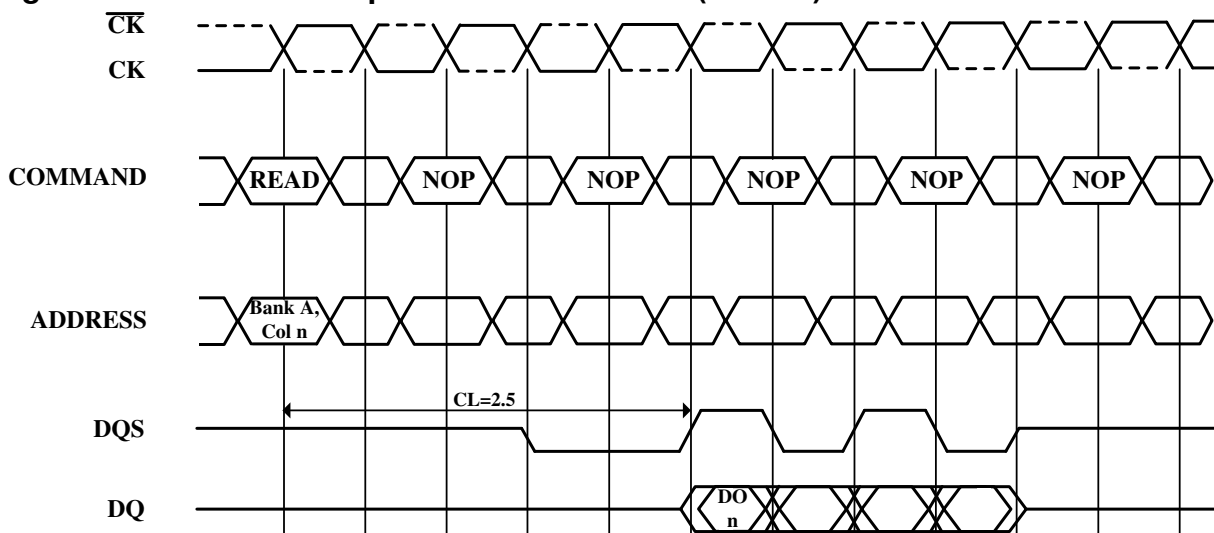 CK
CK
COMMAND READ NOP NOP NOP NOP NOP
ADDRESS Bank A,
Col n
CL=2.5
DQS
DQ DO
n